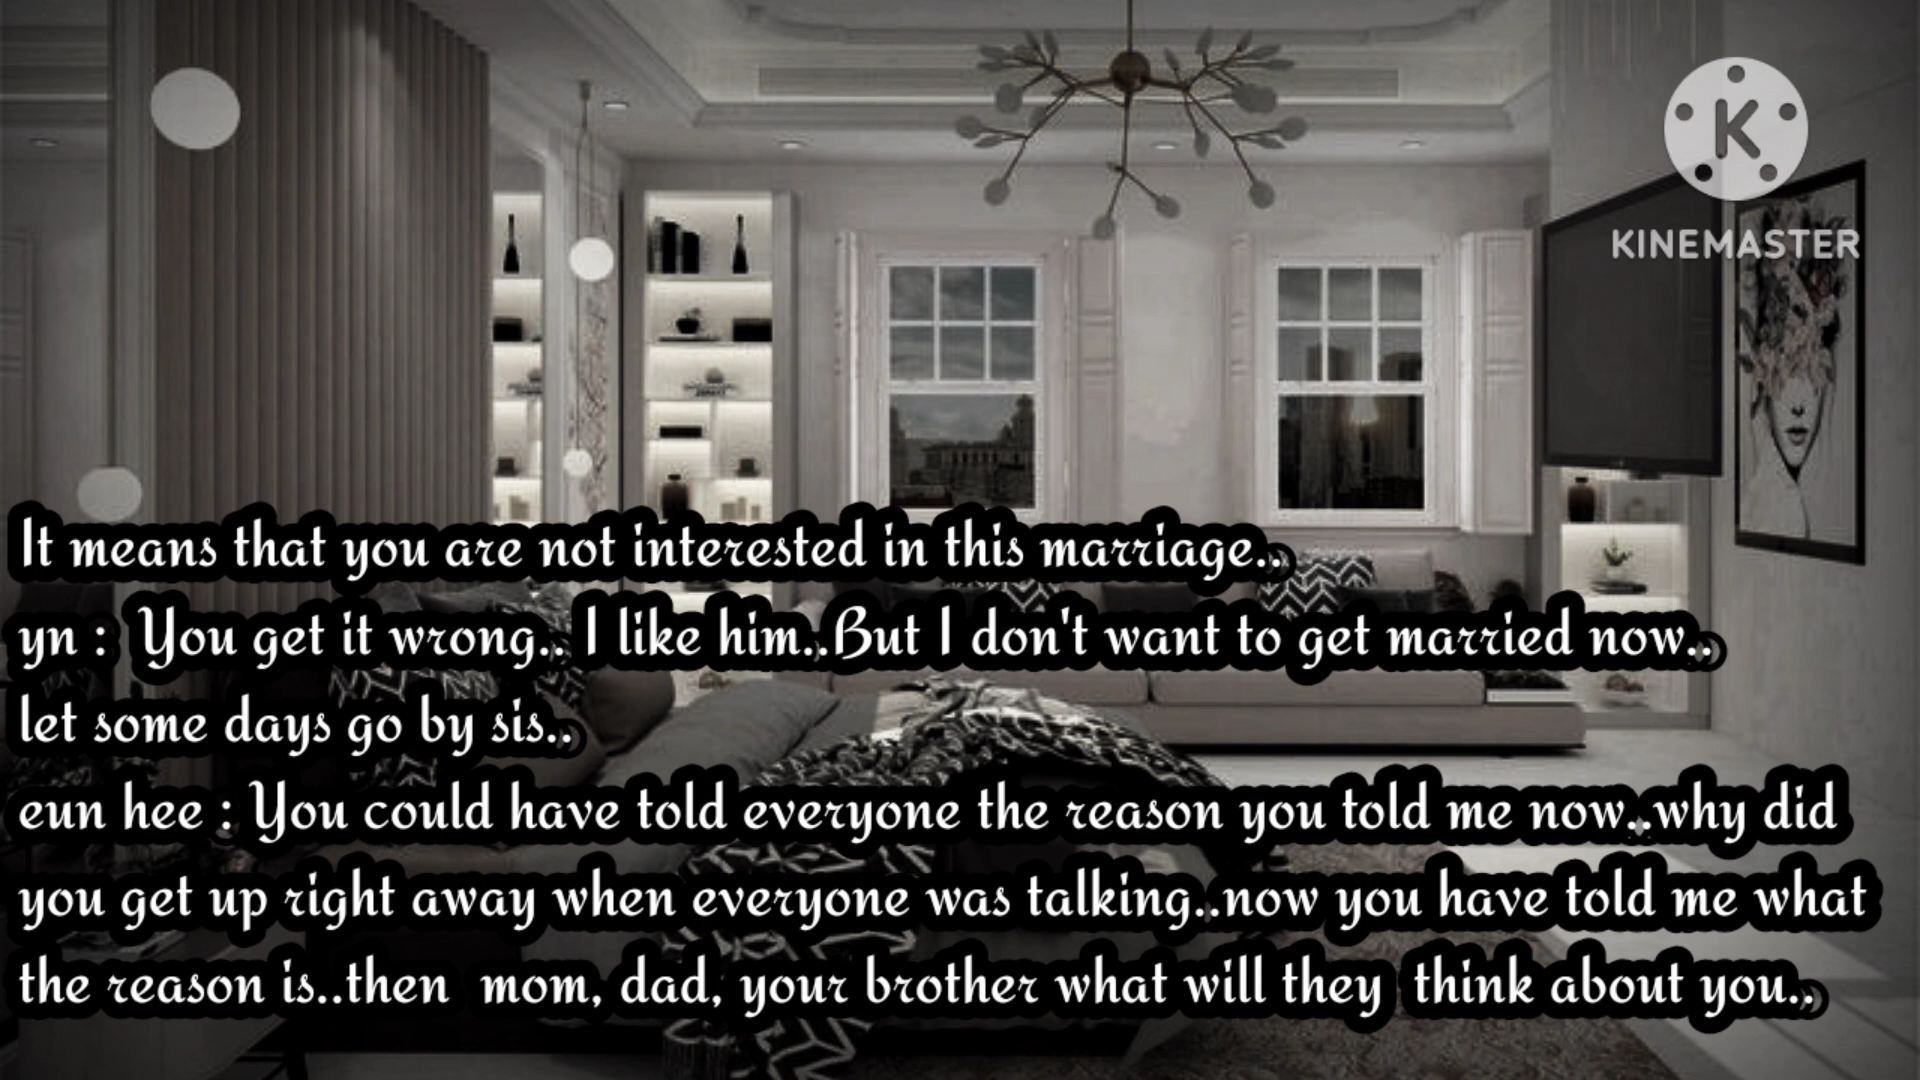 KINEMASTER
It means that you are not interested in this marriage..
yn : You get it wrong.. I like him..But I don't want to get married now..
let some days go by sis..
eun hee : You could have told everyone the reason you told me now..why did
you get up right away when everyone was talking..now you have told me what
the reason is..then mom, dad, your brother what will they think about you..